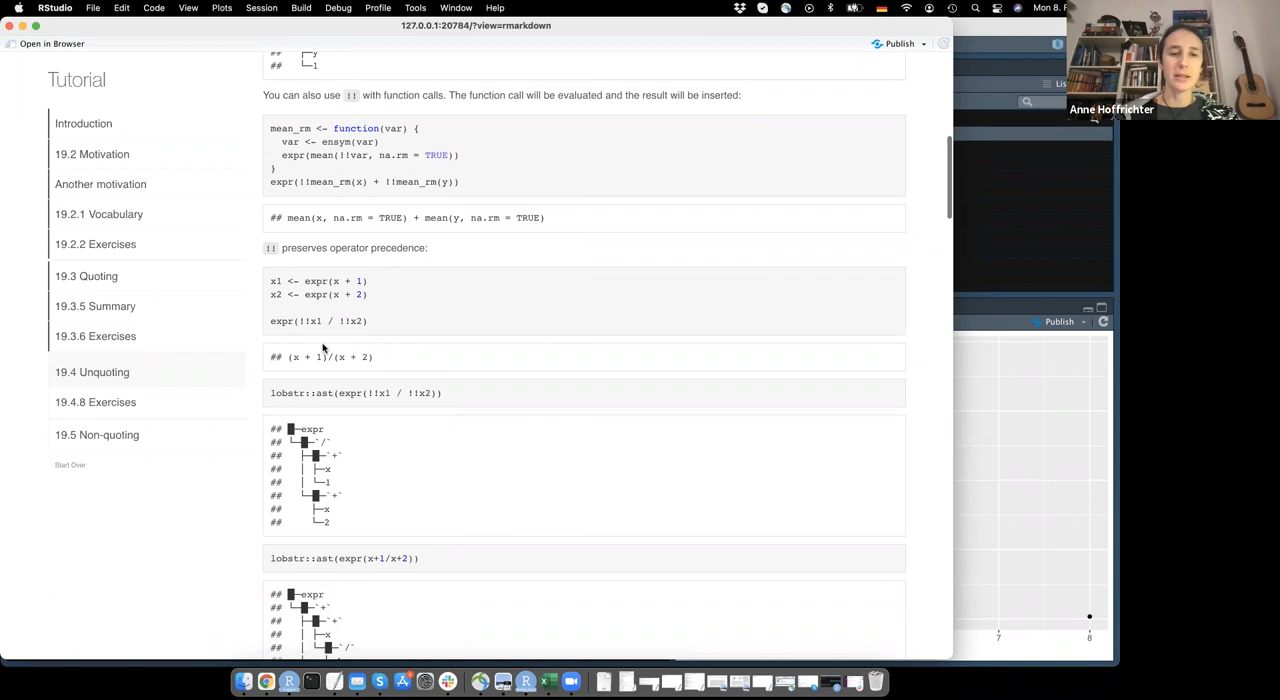 RStudio File Edit Code View Plots Session Build Debug Profile Tools Window Help Mon 8. F
127.0.0.1:20784/?view=rmarkdown
Open in Browser
Publish
Anne Hoffrichter
Tutorial
Introduction
19.2 Motivation
Another motivation
19.2.1 Vocabulary
19.2.2 Exercises
19.3 Quoting
19.3.5 Summary
19.3.6 Exercises
19.4 Unquoting
19.4.8 Exercises
19.5 Non-quoting
Start Over
## ├─y
## └─1
You can also use !! with function calls. The function call will be evaluated and the result will be inserted:
mean_rm <- function(var) {
  var <- ensym(var)
  expr(mean(!!var, na.rm = TRUE))
}
expr(!!mean_rm(x) + !!mean_rm(y))
## mean(x, na.rm = TRUE) + mean(y, na.rm = TRUE)
!! preserves operator precedence:
x1 <- expr(x + 1)
x2 <- expr(x + 2)
expr(!!x1 / !!x2)
## (x + 1)/(x + 2)
lobstr::ast(expr(!!x1 / !!x2))
## █─expr
## └─█─`/`
##   ├─█─`+`
##   │ ├─x
##   │ └─1
##   └─█─`+`
##     ├─x
##     └─2
lobstr::ast(expr(x+1/x+2))
## █─expr
## └─█─`+`
##   ├─█─`+`
##   │ ├─x
##   │ └─█─`/`
Lis
Publish
7
8